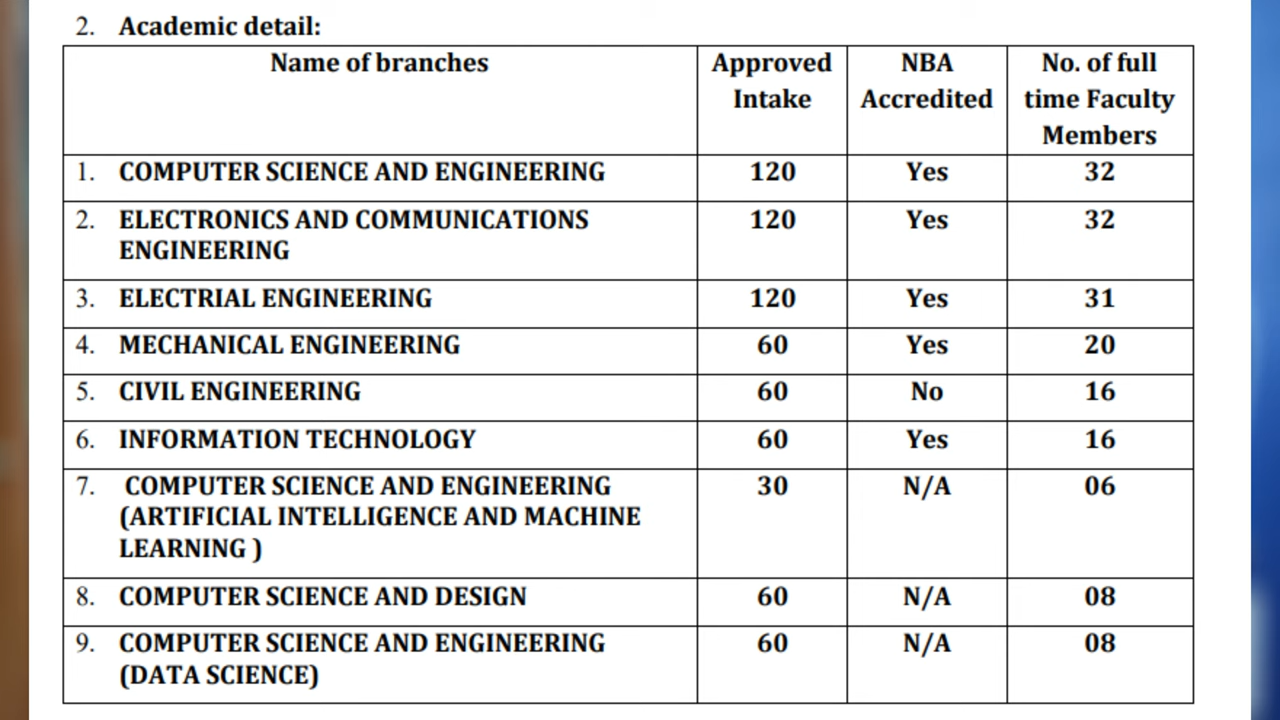 2. Academic detail:
Name of branches Approved Intake NBA Accredited No. of full time Faculty Members
1. COMPUTER SCIENCE AND ENGINEERING 120 Yes 32
2. ELECTRONICS AND COMMUNICATIONS 120 Yes 32
ENGINEERING
3. ELECTRIAL ENGINEERING 120 Yes 31
4. MECHANICAL ENGINEERING 60 Yes 20
5. CIVIL ENGINEERING 60 No 16
6. INFORMATION TECHNOLOGY 60 Yes 16
7. COMPUTER SCIENCE AND ENGINEERING 30 N/A 06
(ARTIFICIAL INTELLIGENCE AND MACHINE
LEARNING )
8. COMPUTER SCIENCE AND DESIGN 60 N/A 08
9. COMPUTER SCIENCE AND ENGINEERING 60 N/A 08
(DATA SCIENCE)